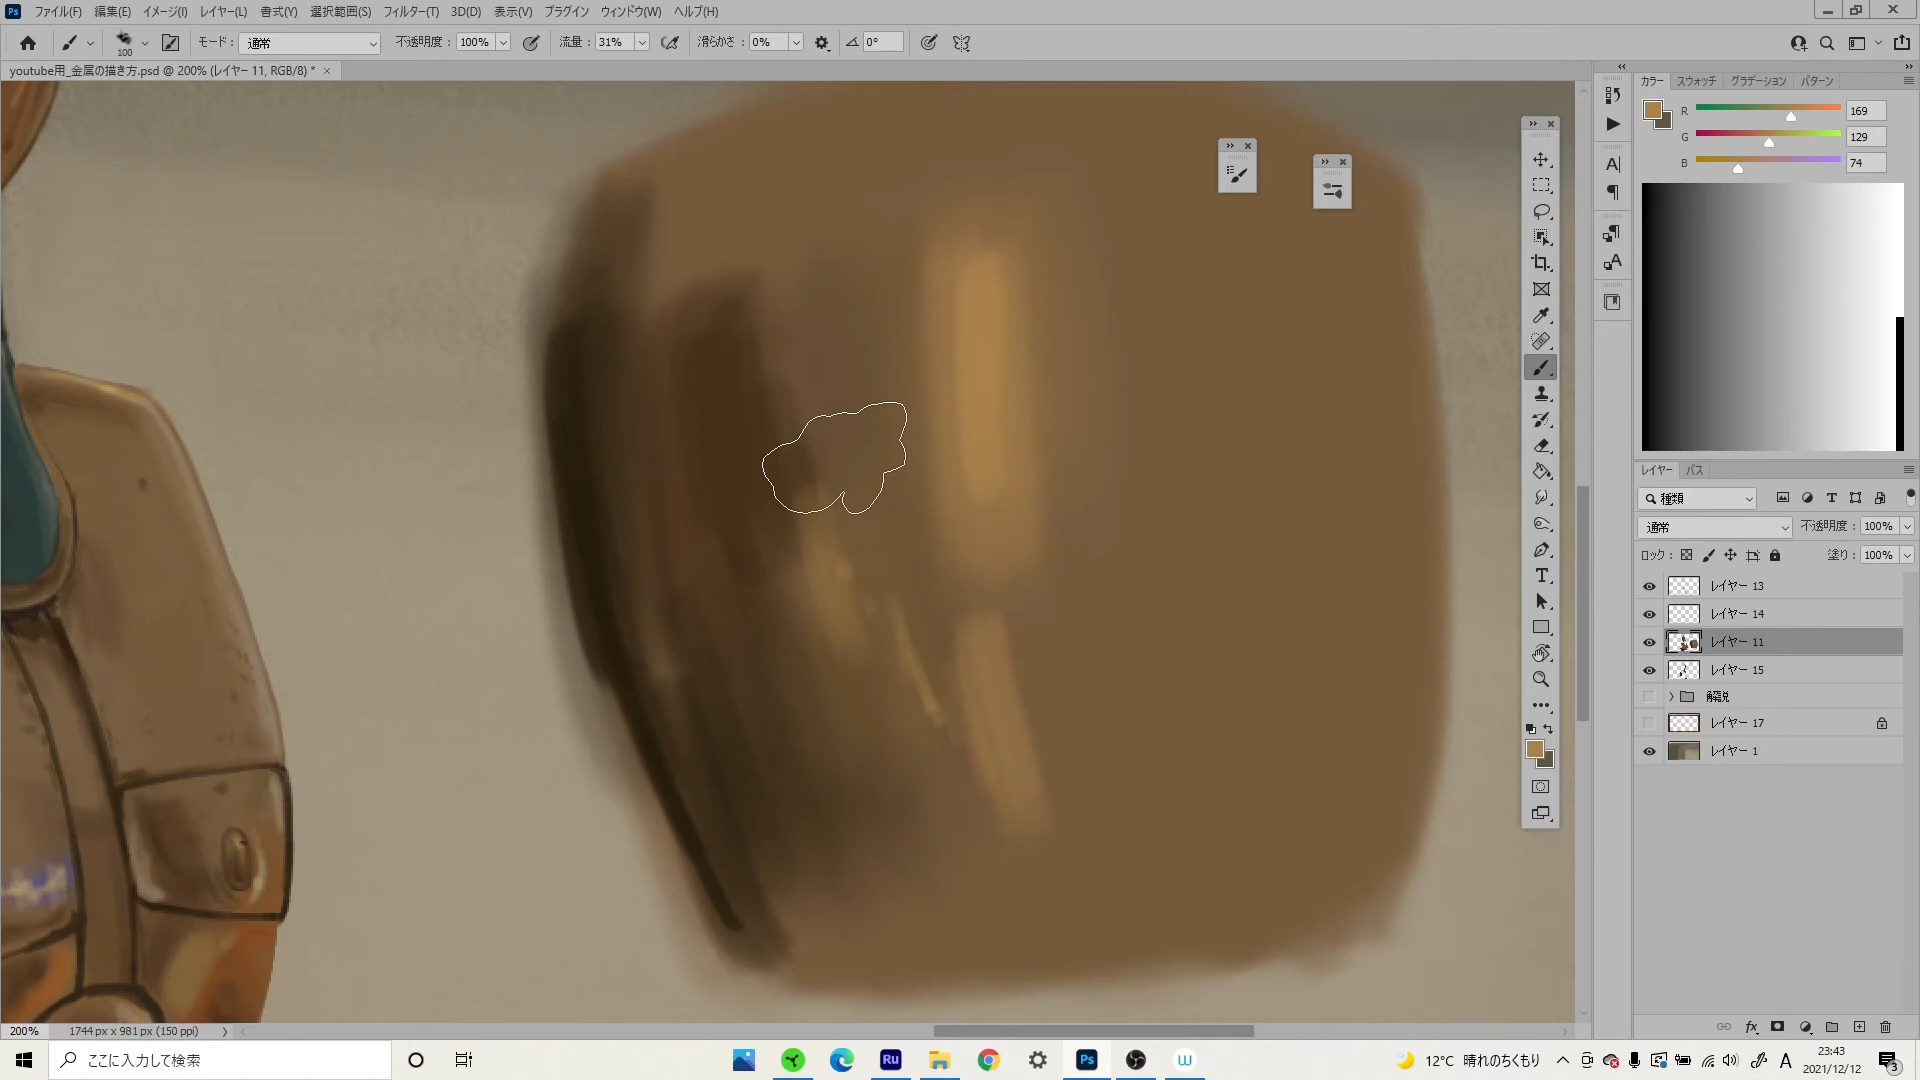 ファイル(F) 編集(E) イメージ(I) レイヤー(L) 書式(Y) 選択範囲(S) フィルター(T) 3D(D) 表示(V) プラグイン ウィンドウ(W) ヘルプ(H)
100 モード: 通常 不透明度: 100% 流量: 31% 滑らかさ: 0% 0°
youtube用_金属の描き方.psd @ 200% (レイヤー 11, RGB/8) * ×
カラー スウォッチ グラデーション パターン
R 169
G 129
B 74
レイヤー パス
種類
通常 不透明度: 100%
ロック: 塗り: 100%
レイヤー 13
レイヤー 14
レイヤー 11
レイヤー 15
解説
レイヤー 17
レイヤー 1
200% 1744 px x 981 px (150 ppi)
ここに入力して検索
Ru Ps W
12°C 晴れのちくもり A 23:43
2021/12/12
3